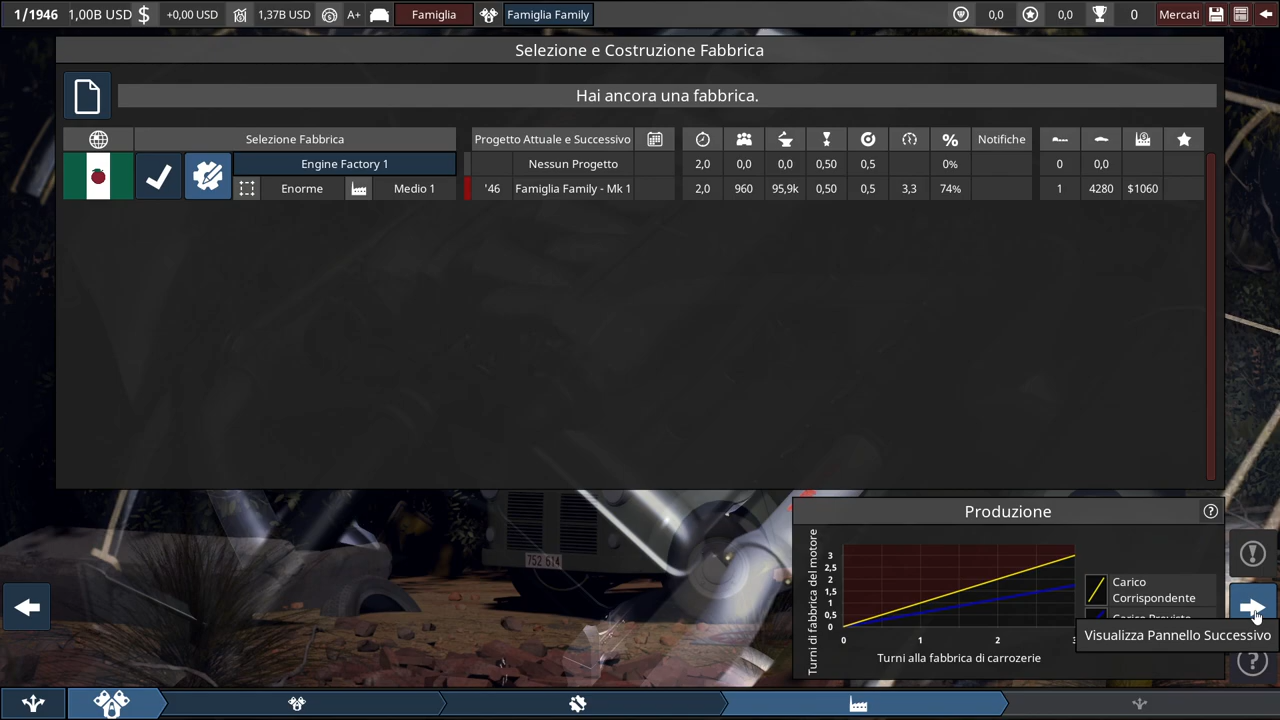 1/1946 1,00B USD $ +0,00 USD 1,37B USD A+ Famiglia Famiglia Family 0,0 0,0 0 Mercati
Selezione e Costruzione Fabbrica
Hai ancora una fabbrica.
Selezione Fabbrica Progetto Attuale e Successivo % Notifiche
Engine Factory 1 Nessun Progetto 2,0 0,0 0,0 0,50 0,5 0% 0 0,0
Enorme Medio 1 '46 Famiglia Family - Mk 1 2,0 960 95,9k 0,50 0,5 3,3 74% 1 4280 $1060
752 614
Produzione ?
Turni di fabbrica del motore
3
2,5
2
1,5
1
0,5
0
0 1 2
Turni alla fabbrica di carrozerie
Carico
Corrispondente
Visualizza Pannello Successivo